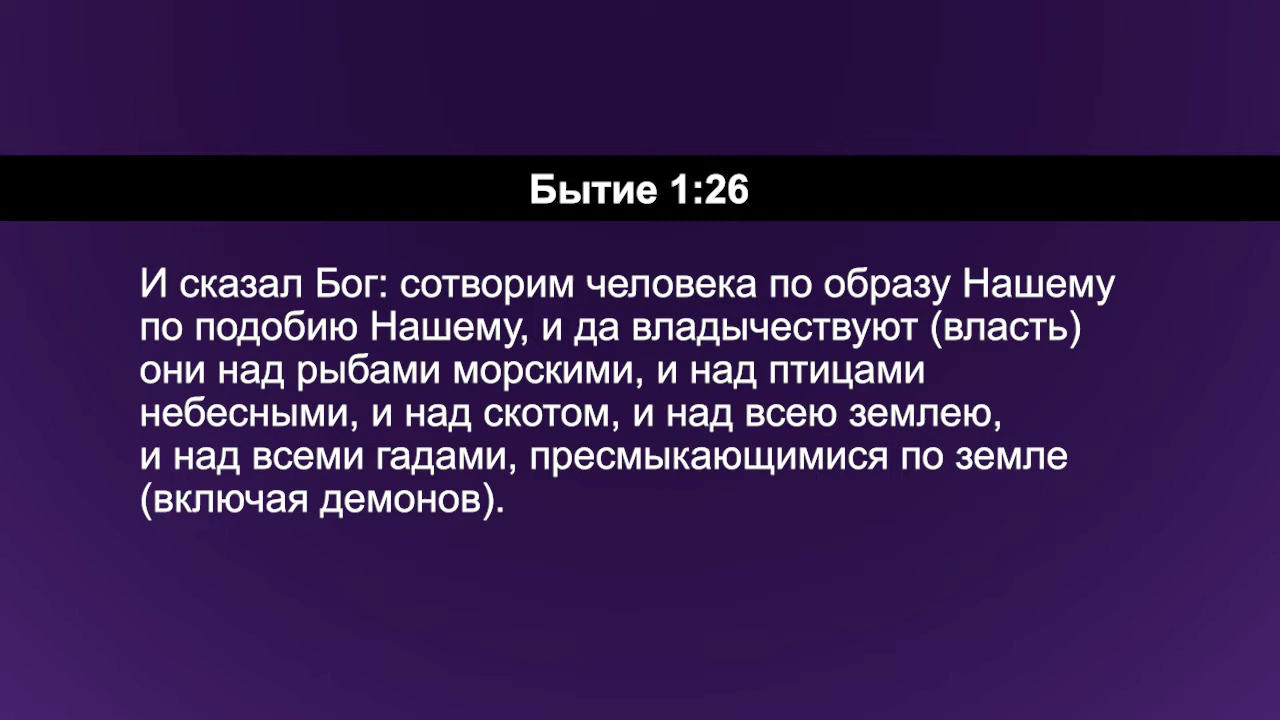 Бытие 1:26
И сказал Бог: сотворим человека по образу Нашему
по подобию Нашему, и да владычествуют (власть)
они над рыбами морскими, и над птицами
небесными, и над скотом, и над всею землею,
и над всеми гадами, пресмыкающимися по земле
(включая демонов).